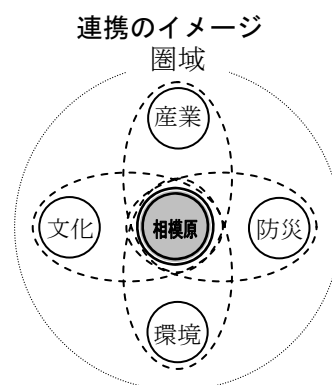 連携のイメージ
圏域
産業
文化
相模原
防災
環境